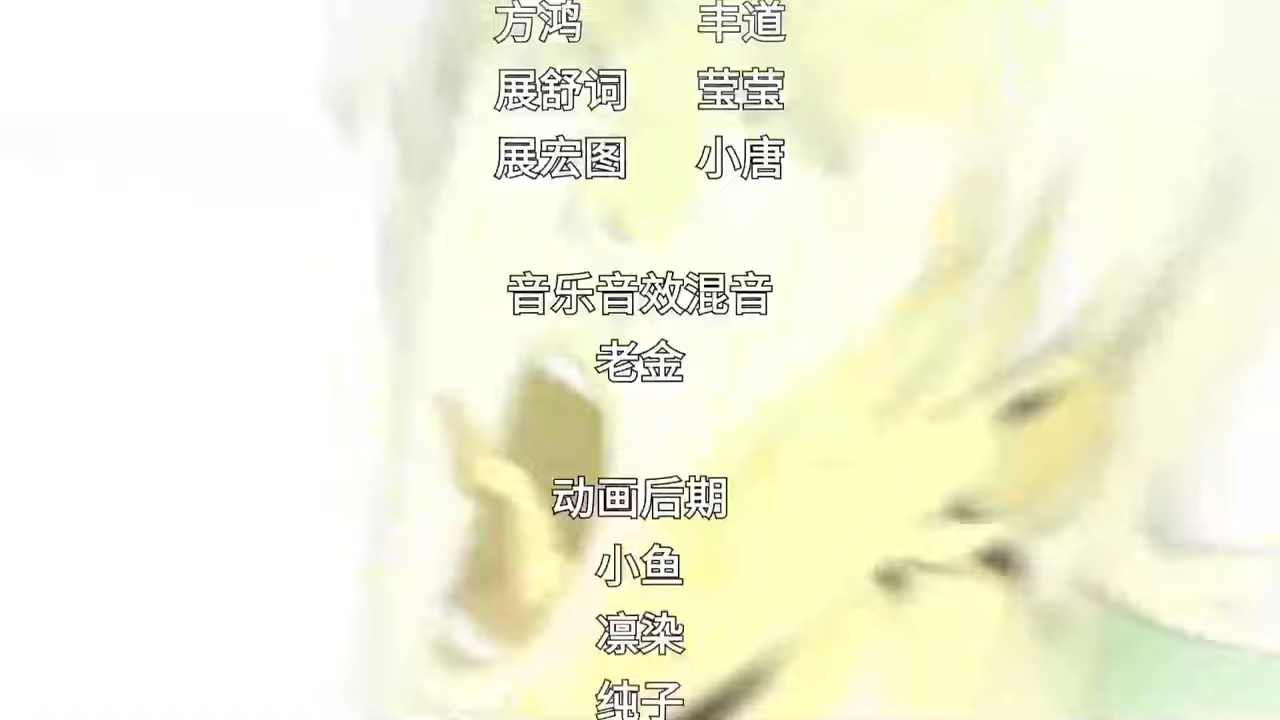 方鸿 丰道
展舒词 莹莹
展宏图 小唐
音乐音效混音
老金
动画后期
小鱼
凛染
纯子